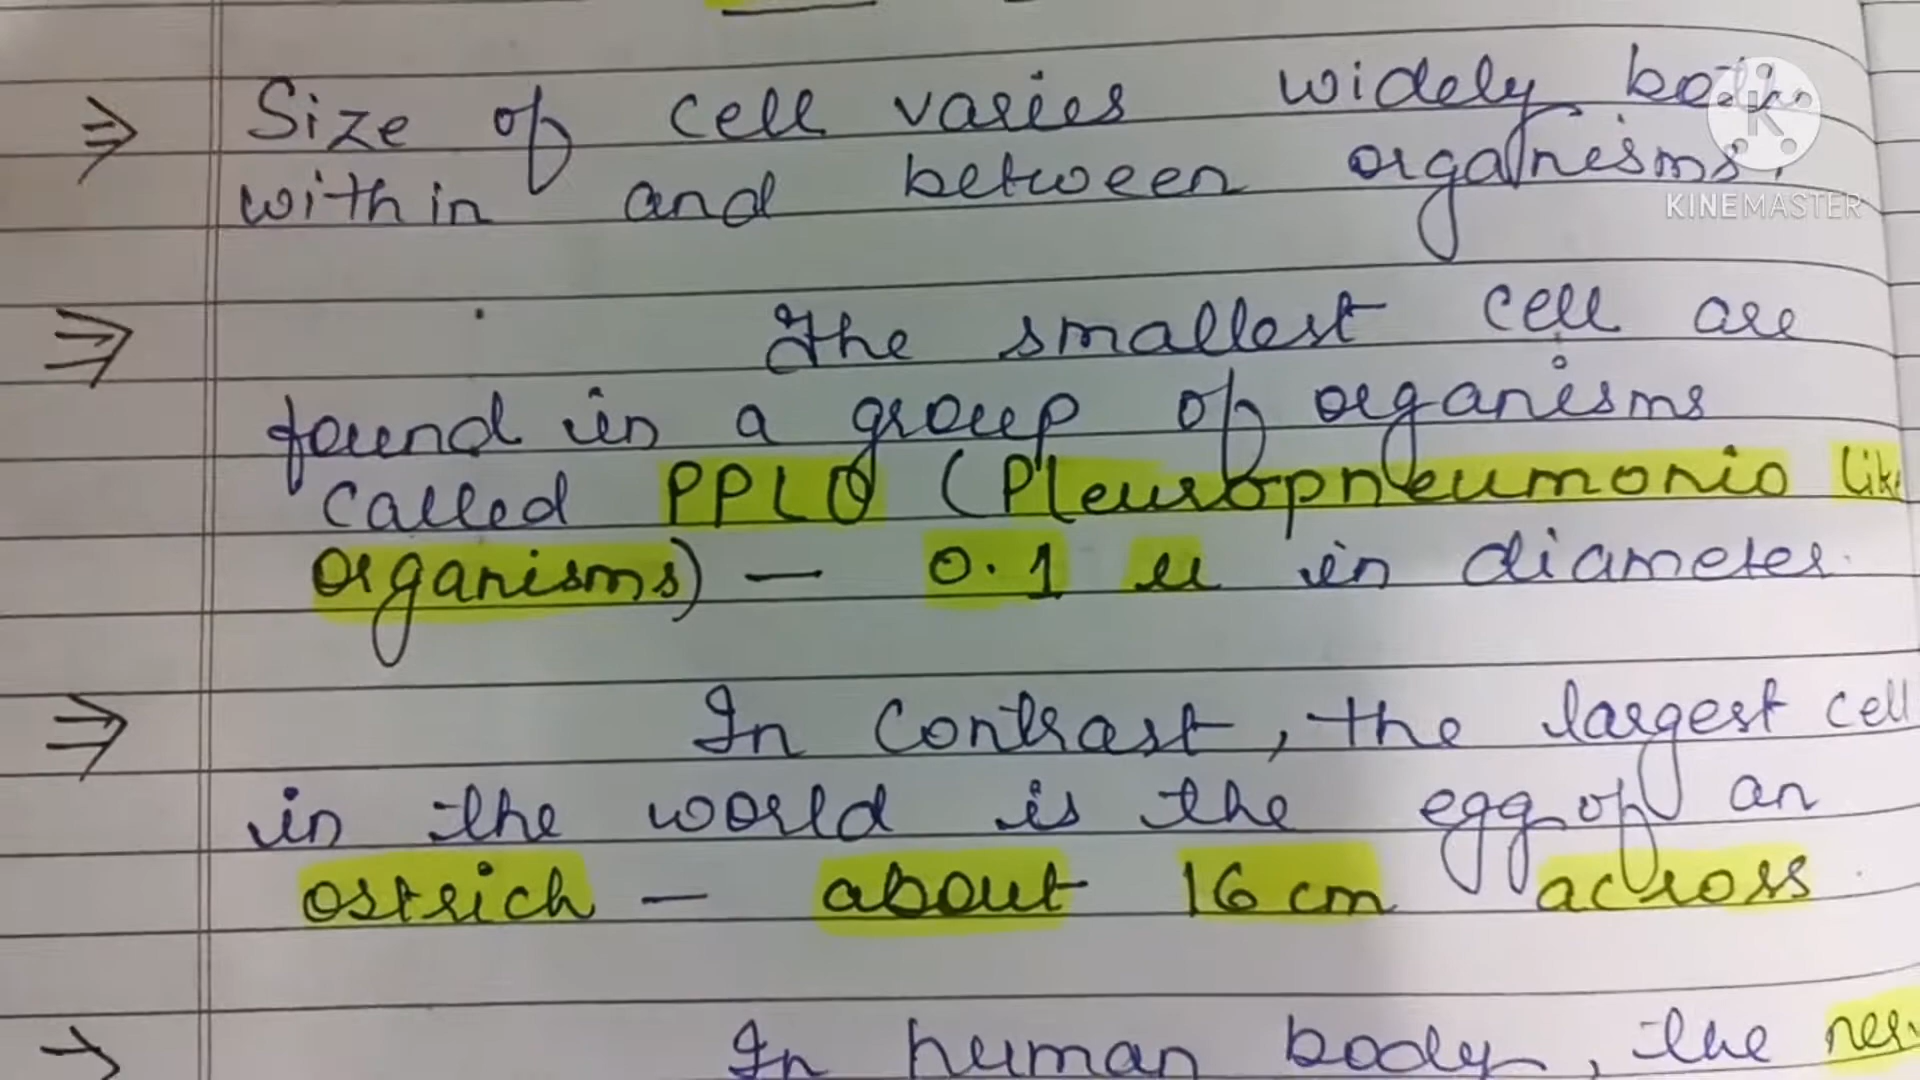 ⇒ Size of cell varies widely both
within and between organisms.
KINEMASTER
⇒ The smallest cell are
found in a group of organisms
called PPLO (Pleuropneumonio like
organisms) — 0.1 u in diameter.
⇒ In contrast, the largest cell
in the world is the egg of an
ostrich — about 16 cm across.
In human body, the